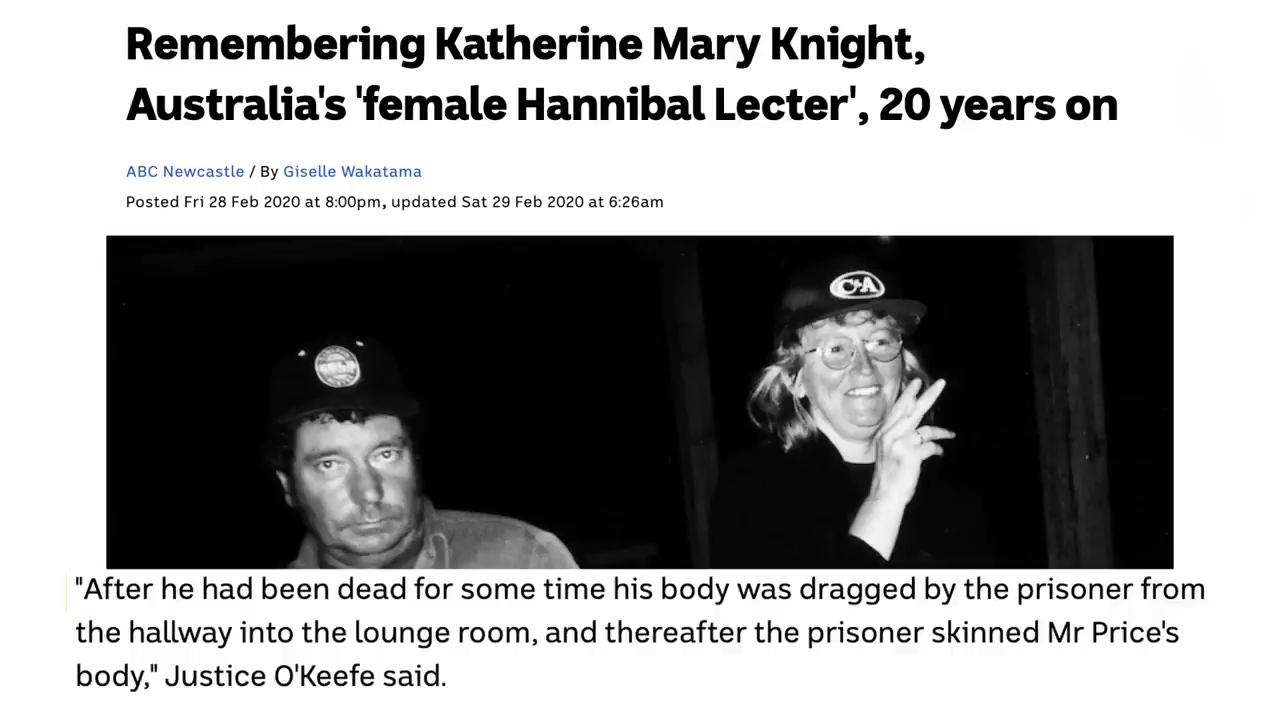 Remembering Katherine Mary Knight,
Australia's 'female Hannibal Lecter', 20 years on
ABC Newcastle / By Giselle Wakatama
Posted Fri 28 Feb 2020 at 8:00pm, updated Sat 29 Feb 2020 at 6:26am
C&A
"After he had been dead for some time his body was dragged by the prisoner from
the hallway into the lounge room, and thereafter the prisoner skinned Mr Price's
body," Justice O'Keefe said.